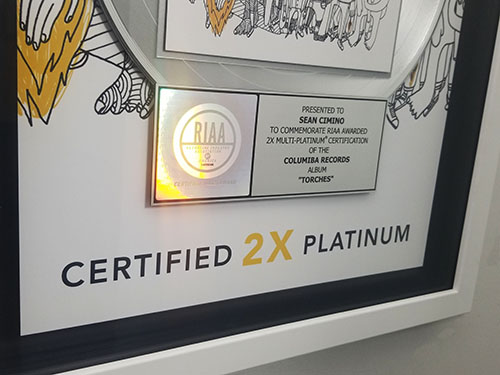 RIAA
PRESENTED TO
SEAN CIMINO
TO COMMEMORATE RIAA AWARDED
2X MULTI-PLATINUM® CERTIFICATION
OF THE
COLUMIBA RECORDS
ALBUM
"TORCHES"
CERTIFIED 2X PLATINUM